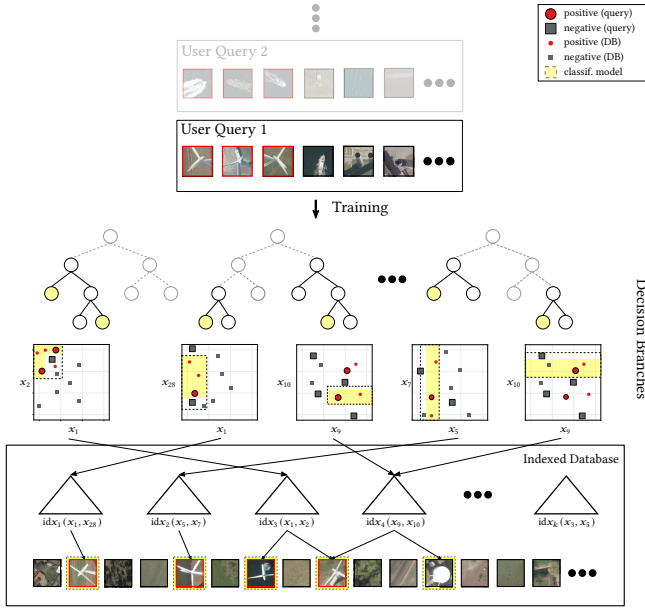 positive (query)
negative (query)
positive (DB)
negative (DB)
classif. model
User Query 2
User Query 1
Training
Decision Branches
x₂
x₁
x₂₈
x₁
x₁₀
x₉
x₇
x₅
x₁₀
x₉
Indexed Database
idx₁ (x₁, x₂₈)
idx₂ (x₅, x₇)
idx₃ (x₁, x₂)
idx₄ (x₉, x₁₀)
idxₖ (x₃, x₅)